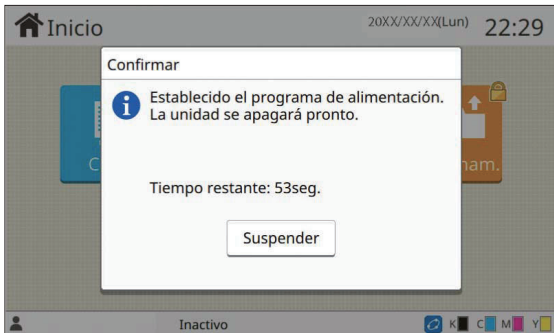 Inicio
20XX/XX/XX(Lun)
22:29
Confirmar
Establecido el programa de alimentación.
La unidad se apagará pronto.
C
nam.
Tiempo restante: 53seg.
Suspender
Inactivo
K C M Y